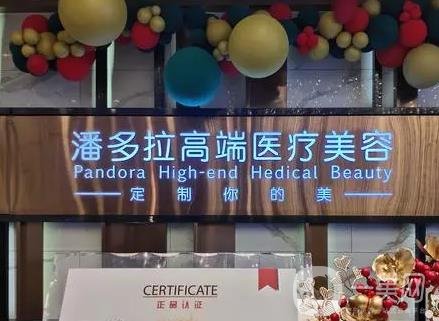 潘多拉高端医疗美容
Pandora High-end Hedical Beauty
定制你的美
CERTIFICATE
正品认证
一美网